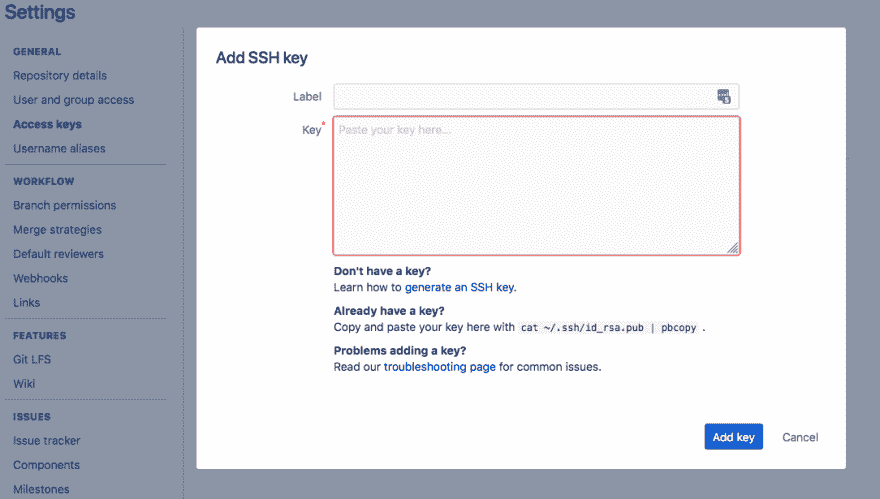 Settings
GENERAL
Repository details
User and group access
Access keys
Username aliases
WORKFLOW
Branch permissions
Merge strategies
Default reviewers
Webhooks
Links
FEATURES
Git LFS
Wiki
ISSUES
Issue tracker
Components
Milestones
Add SSH key
Label
Key*
Paste your key here...
Don't have a key?
Learn how to generate an SSH key.
Already have a key?
Copy and paste your key here with cat ~/.ssh/id_rsa.pub | pbcopy .
Problems adding a key?
Read our troubleshooting page for common issues.
Add key
Cancel